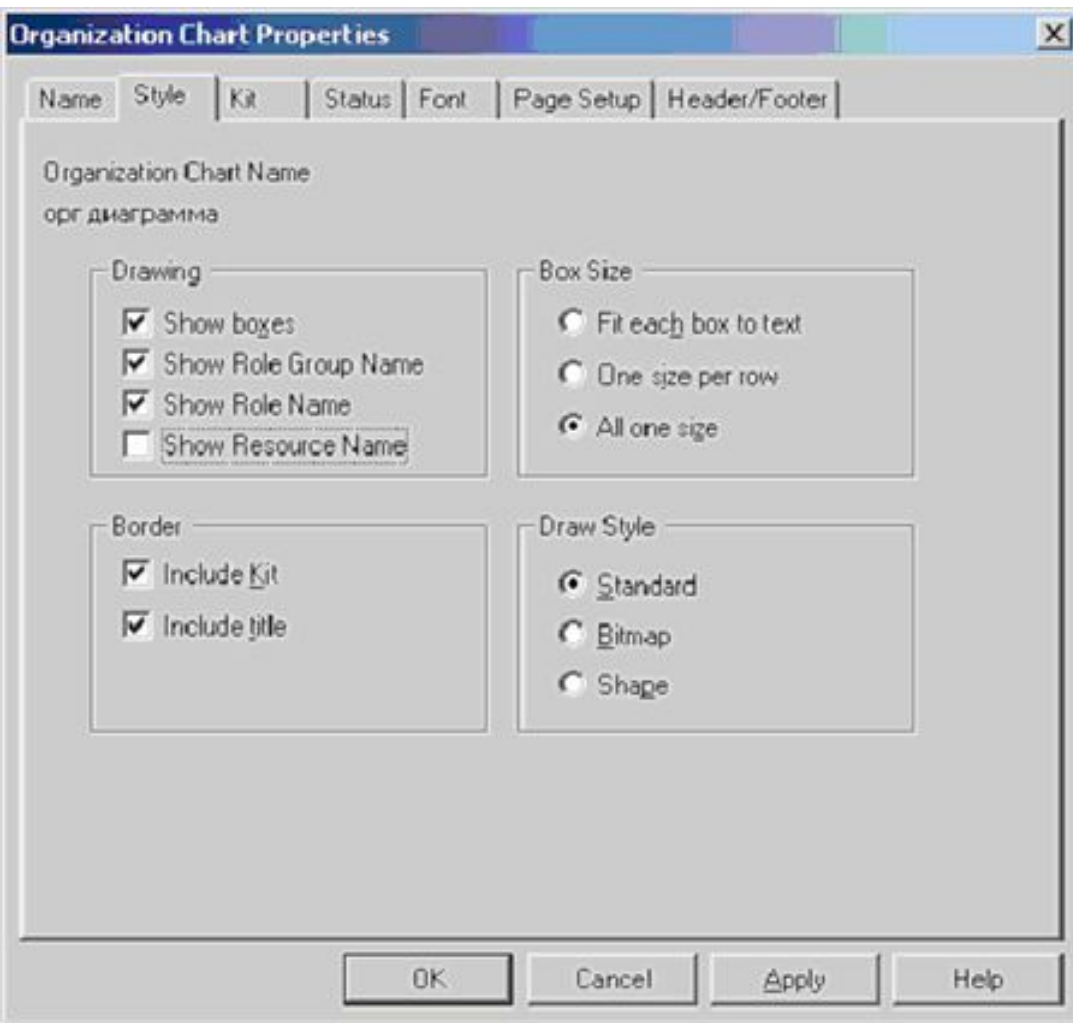 Organization Chart Properties
Name Style Kit Status Font Page Setup Header/Footer
Organization Chart Name
орг диаграмма
Drawing
Show boxes
Show Role Group Name
Show Role Name
Show Resource Name
Box Size
Fit each box to text
One size per row
All one size
Border
Include Kit
Include title
Draw Style
Standard
Bitmap
Shape
OK Cancel Apply Help